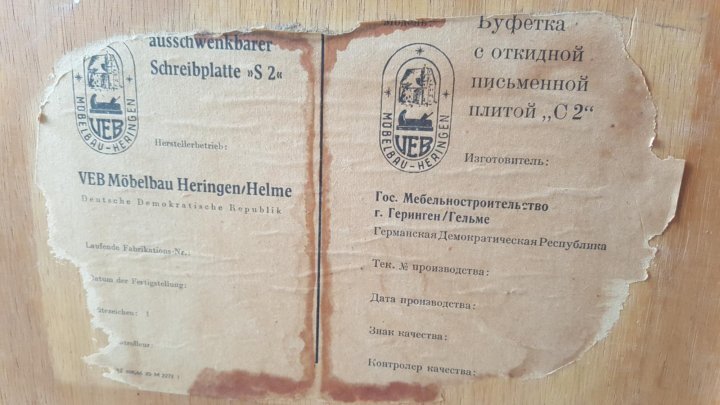 ausschwenkbarer
Schreibplatte »S 2«
VEB
MÖBELBAU-HERINGEN
Herstellerbetrieb:
VEB Möbelbau Heringen/Helme
Deutsche Demokratische Republik
Laufende Fabrikations-Nr.:
Datum der Fertigstellung:
Модель:
Буфетка
с откидной
письменной
плитой „С 2“
VEB
MÖBELBAU-HERINGEN
Изготовитель:
Гос. Мебельностроительство
г. Геринген/Гельме
Германская Демократическая Республика
Тек. № производства:
Дата производства:
Знак качества:
Контролер качества: